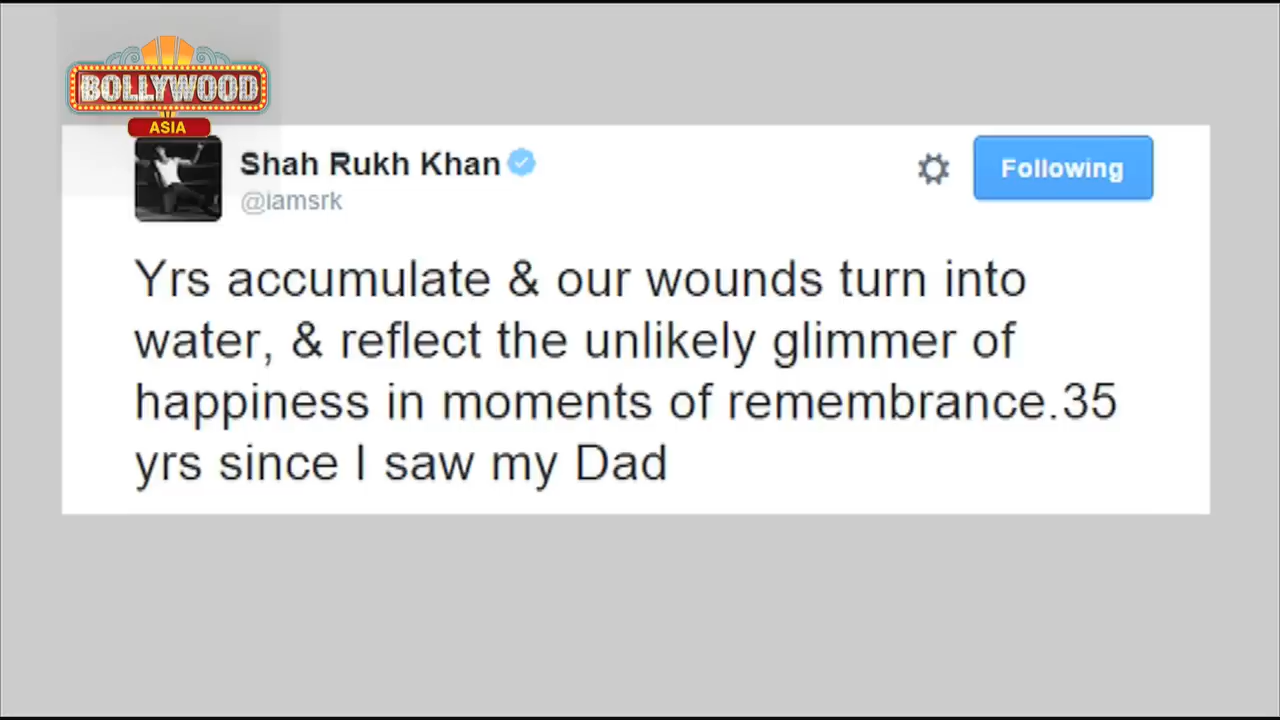 BOLLYWOOD
ASIA
Shah Rukh Khan
@iamsrk
Following
Yrs accumulate & our wounds turn into
water, & reflect the unlikely glimmer of
happiness in moments of remembrance.35
yrs since I saw my Dad